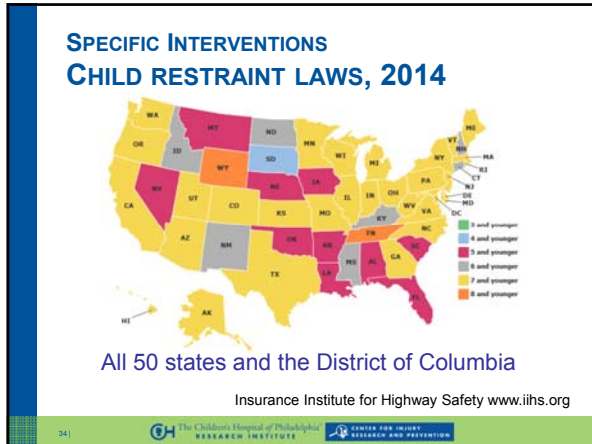 SPECIFIC INTERVENTIONS
CHILD RESTRAINT LAWS, 2014
WA
MT
ND
MN
ME
VT
NH
OR
ID
SD
WI
MI
NY
MA
RI
CT
WY
NE
IA
PA
NJ
DE
MD
DC
NV
UT
CO
IL
IN
OH
WV
VA
CA
KS
MO
KY
NC
AZ
NM
OK
AR
TN
SC
TX
LA
MS
AL
GA
FL
AK
HI
3 and younger
4 and younger
5 and younger
6 and younger
7 and younger
8 and younger
All 50 states and the District of Columbia
Insurance Institute for Highway Safety www.iihs.org
34|
The Children's Hospital of Philadelphia
RESEARCH INSTITUTE
CENTER FOR INJURY
RESEARCH AND PREVENTION